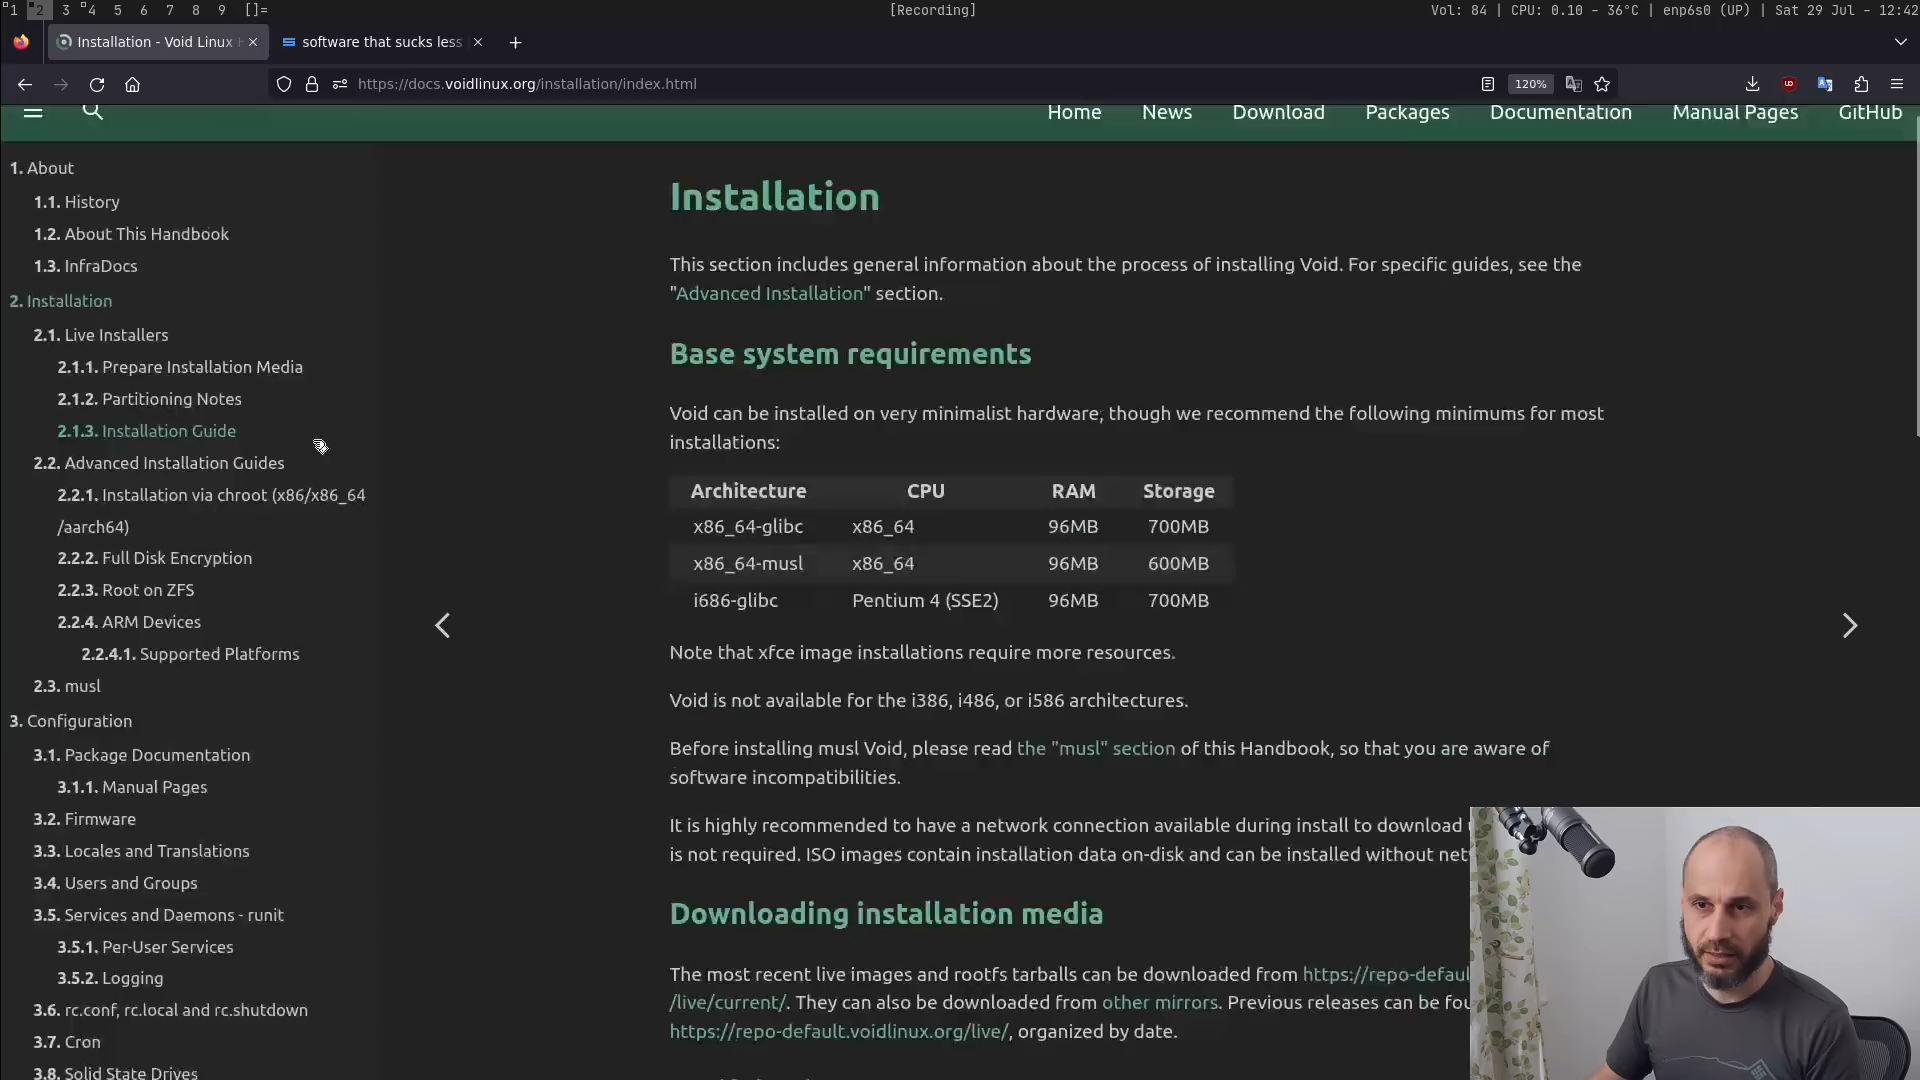 1 2 3 4 5 6 7 8 9 []= [Recording] Vol: 84 | CPU: 0.10 - 36°C | enp6s0 (UP) | Sat 29 Jul - 12:42
Installation - Void Linux software that sucks less
https://docs.voidlinux.org/installation/index.html 120%
Home News Download Packages Documentation Manual Pages GitHub
1. About
1.1. History
1.2. About This Handbook
1.3. InfraDocs
2. Installation
2.1. Live Installers
2.1.1. Prepare Installation Media
2.1.2. Partitioning Notes
2.1.3. Installation Guide
2.2. Advanced Installation Guides
2.2.1. Installation via chroot (x86/x86_64
/aarch64)
2.2.2. Full Disk Encryption
2.2.3. Root on ZFS
2.2.4. ARM Devices
2.2.4.1. Supported Platforms
2.3. musl
3. Configuration
3.1. Package Documentation
3.1.1. Manual Pages
3.2. Firmware
3.3. Locales and Translations
3.4. Users and Groups
3.5. Services and Daemons - runit
3.5.1. Per-User Services
3.5.2. Logging
3.6. rc.conf, rc.local and rc.shutdown
3.7. Cron
3.8. Solid State Drives
Installation
This section includes general information about the process of installing Void. For specific guides, see the
"Advanced Installation" section.
Base system requirements
Void can be installed on very minimalist hardware, though we recommend the following minimums for most
installations:
Architecture CPU RAM Storage
x86_64-glibc x86_64 96MB 700MB
x86_64-musl x86_64 96MB 600MB
i686-glibc Pentium 4 (SSE2) 96MB 700MB
Note that xfce image installations require more resources.
Void is not available for the i386, i486, or i586 architectures.
Before installing musl Void, please read the "musl" section of this Handbook, so that you are aware of
software incompatibilities.
It is highly recommended to have a network connection available during install to download
is not required. ISO images contain installation data on-disk and can be installed without
Downloading installation media
The most recent live images and rootfs tarballs can be downloaded from https://repo-defaul
/live/current/. They can also be downloaded from other mirrors. Previous releases can be
https://repo-default.voidlinux.org/live/, organized by date.